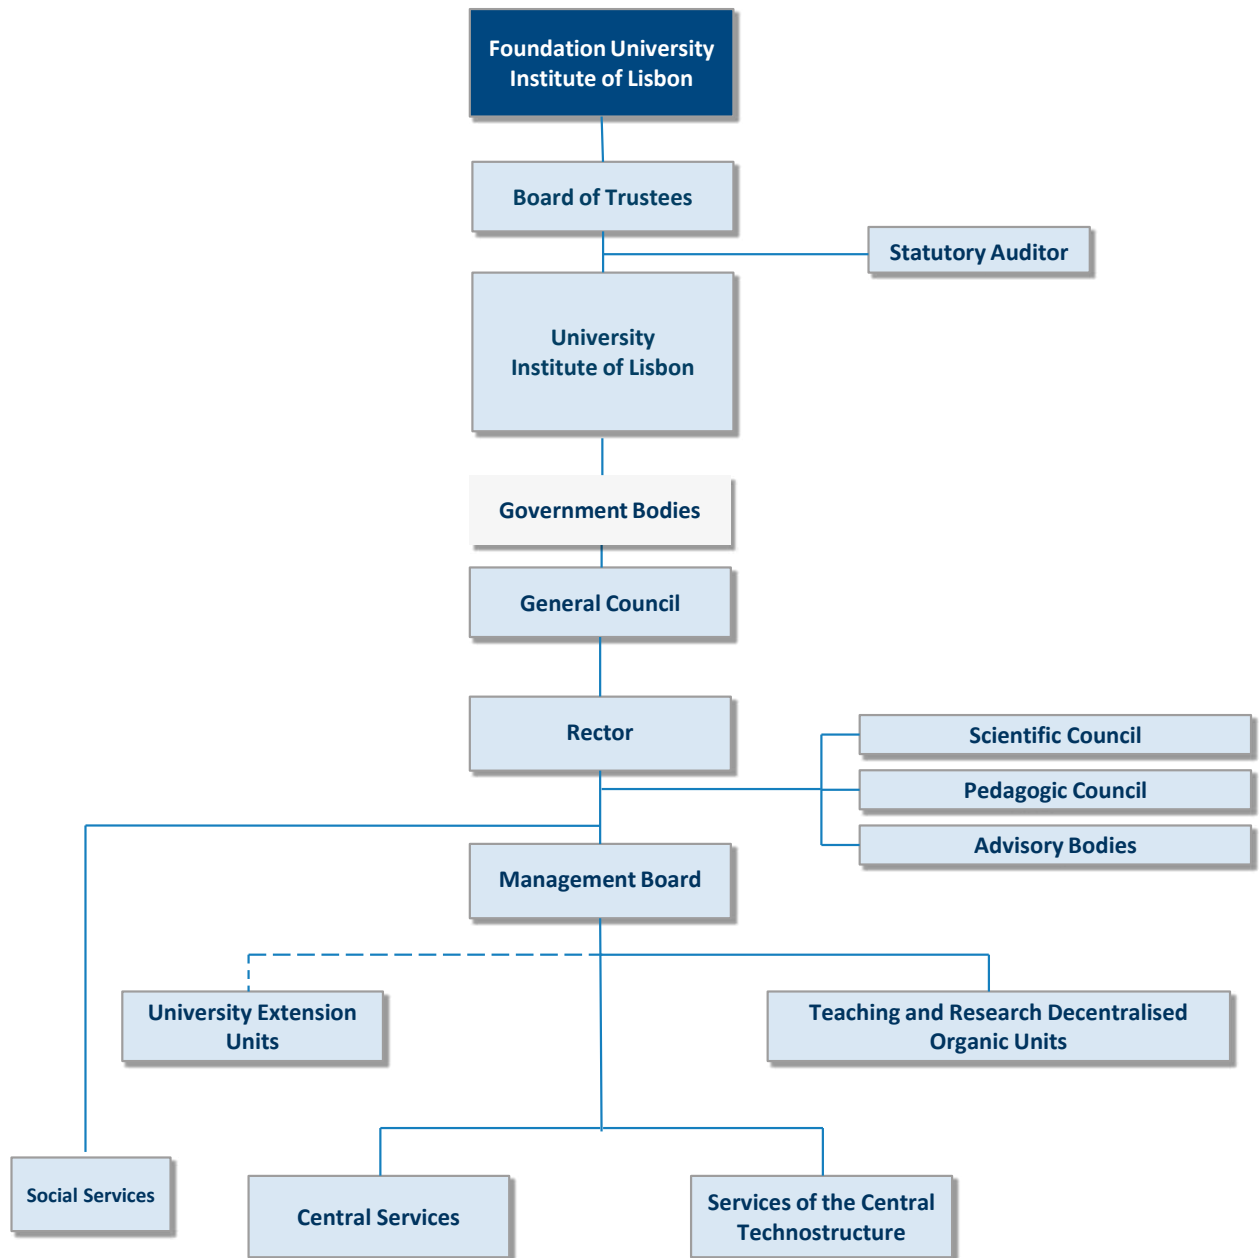 Foundation University
Institute of Lisbon
Board of Trustees
Statutory Auditor
University
Institute of Lisbon
Government Bodies
General Council
Rector
Scientific Council
Pedagogic Council
Advisory Bodies
Management Board
University Extension
Units
Teaching and Research Decentralised
Organic Units
Social Services
Central Services
Services of the Central
Technostructure